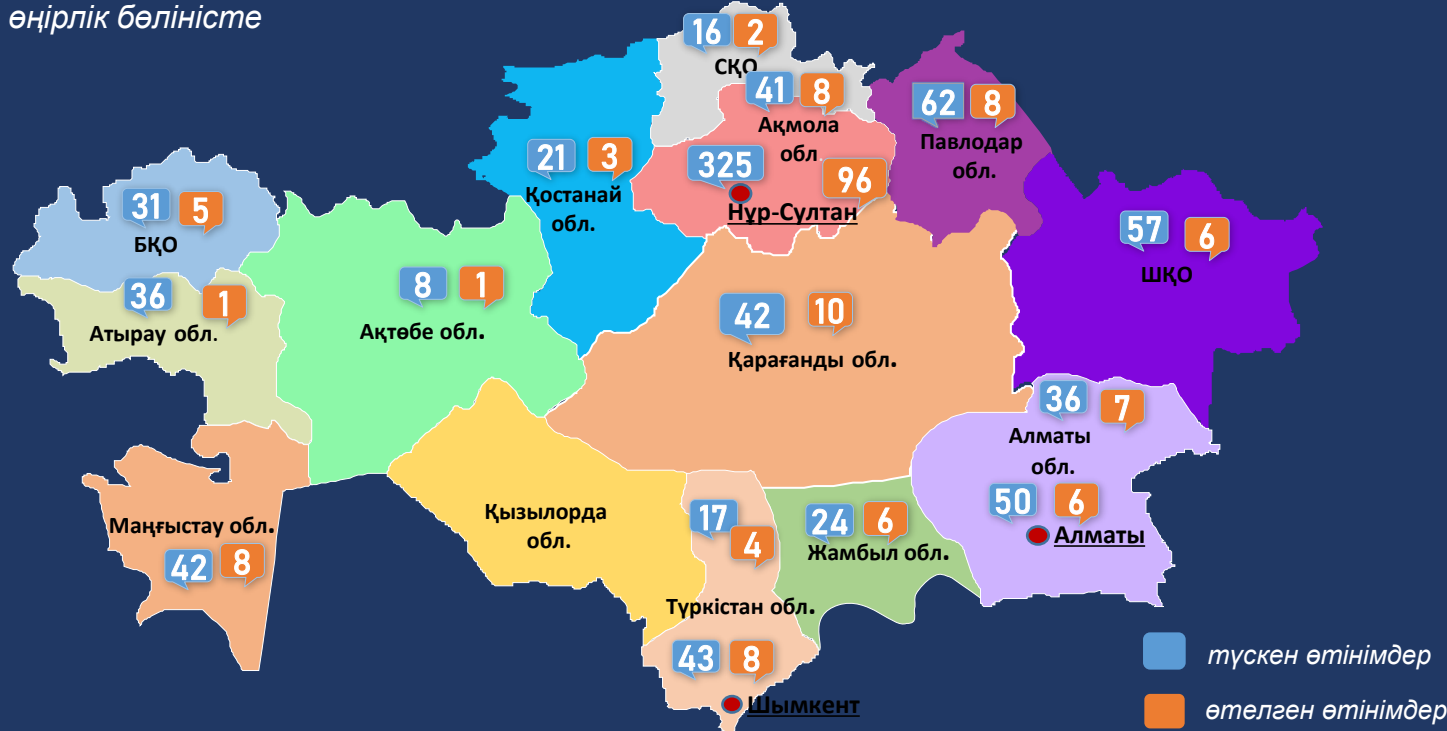 өңірлік бөліністе
16 2
СҚО
41 8
Ақмола
обл.
62 8
Павлодар
обл.
21 3
Қостанай
обл.
325 96
Нұр-Султан
31 5
БҚО
57 6
ШҚО
36 1
Атырау обл.
8 1
Ақтөбе обл.
42 10
Қарағанды обл.
36 7
Алматы
обл.
50 6
Алматы
Қызылорда
обл.
17 4
Түркістан обл.
24 6
Жамбыл обл.
Маңғыстау обл.
42 8
43 8
Шымкент
түскен өтінімдер
өтелген өтінімдер